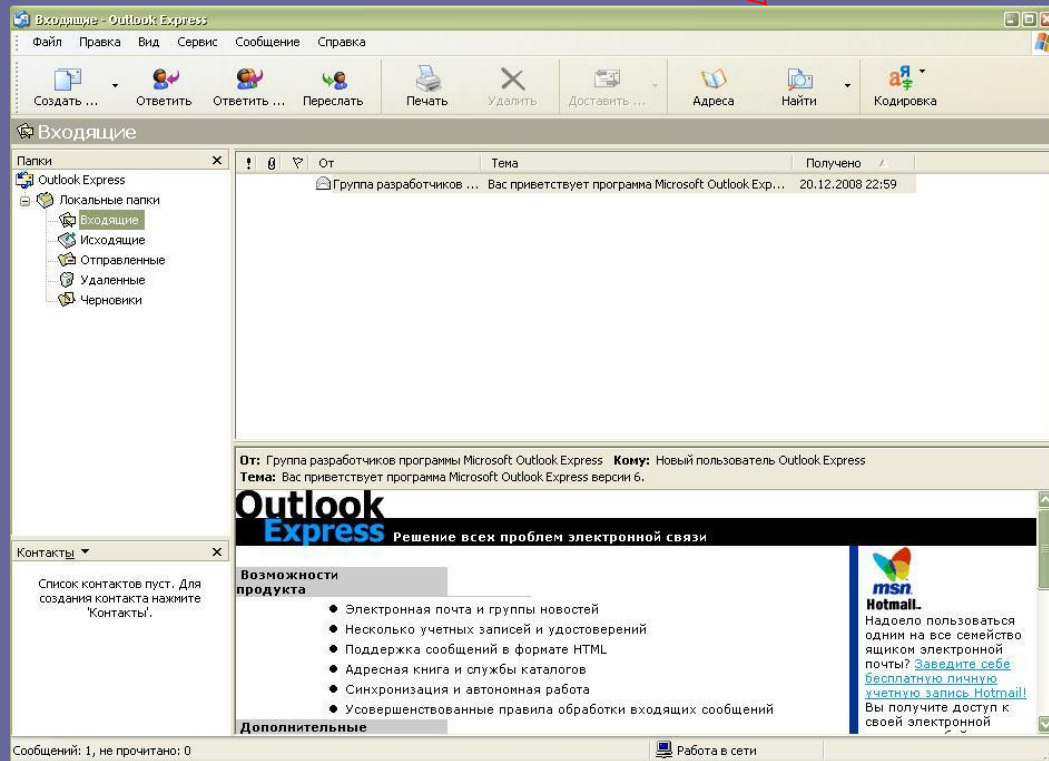 Входящие - Outlook Express
Файл Правка Вид Сервис Сообщение Справка
Создать ... Ответить Ответить ... Переслать Печать Удалить Доставить ... Адреса Найти Кодировка
Входящие
Папки
Outlook Express
Локальные папки
Входящие
Исходящие
Отправленные
Удаленные
Черновики
От Тема Получено
Группа разработчиков ... Вас приветствует программа Microsoft Outlook Exp... 20.12.2008 22:59
От: Группа разработчиков программы Microsoft Outlook Express Кому: Новый пользователь Outlook Express
Тема: Вас приветствует программа Microsoft Outlook Express версии 6.
Outlook
Express Решение всех проблем электронной связи
Возможности
продукта
Электронная почта и группы новостей
Несколько учетных записей и удостоверений
Поддержка сообщений в формате HTML
Адресная книга и службы каталогов
Синхронизация и автономная работа
Усовершенствованные правила обработки входящих сообщений
Дополнительные
msn
Hotmail
Надоело пользоваться
одним на все семейство
ящиком электронной
почты? Заведите себе
бесплатную личную
учетную запись Hotmail!
Вы получите доступ к
своей электронной
Контакты
Список контактов пуст. Для
создания контакта нажмите
'Контакты'.
Сообщений: 1, не прочитано: 0
Работа в сети